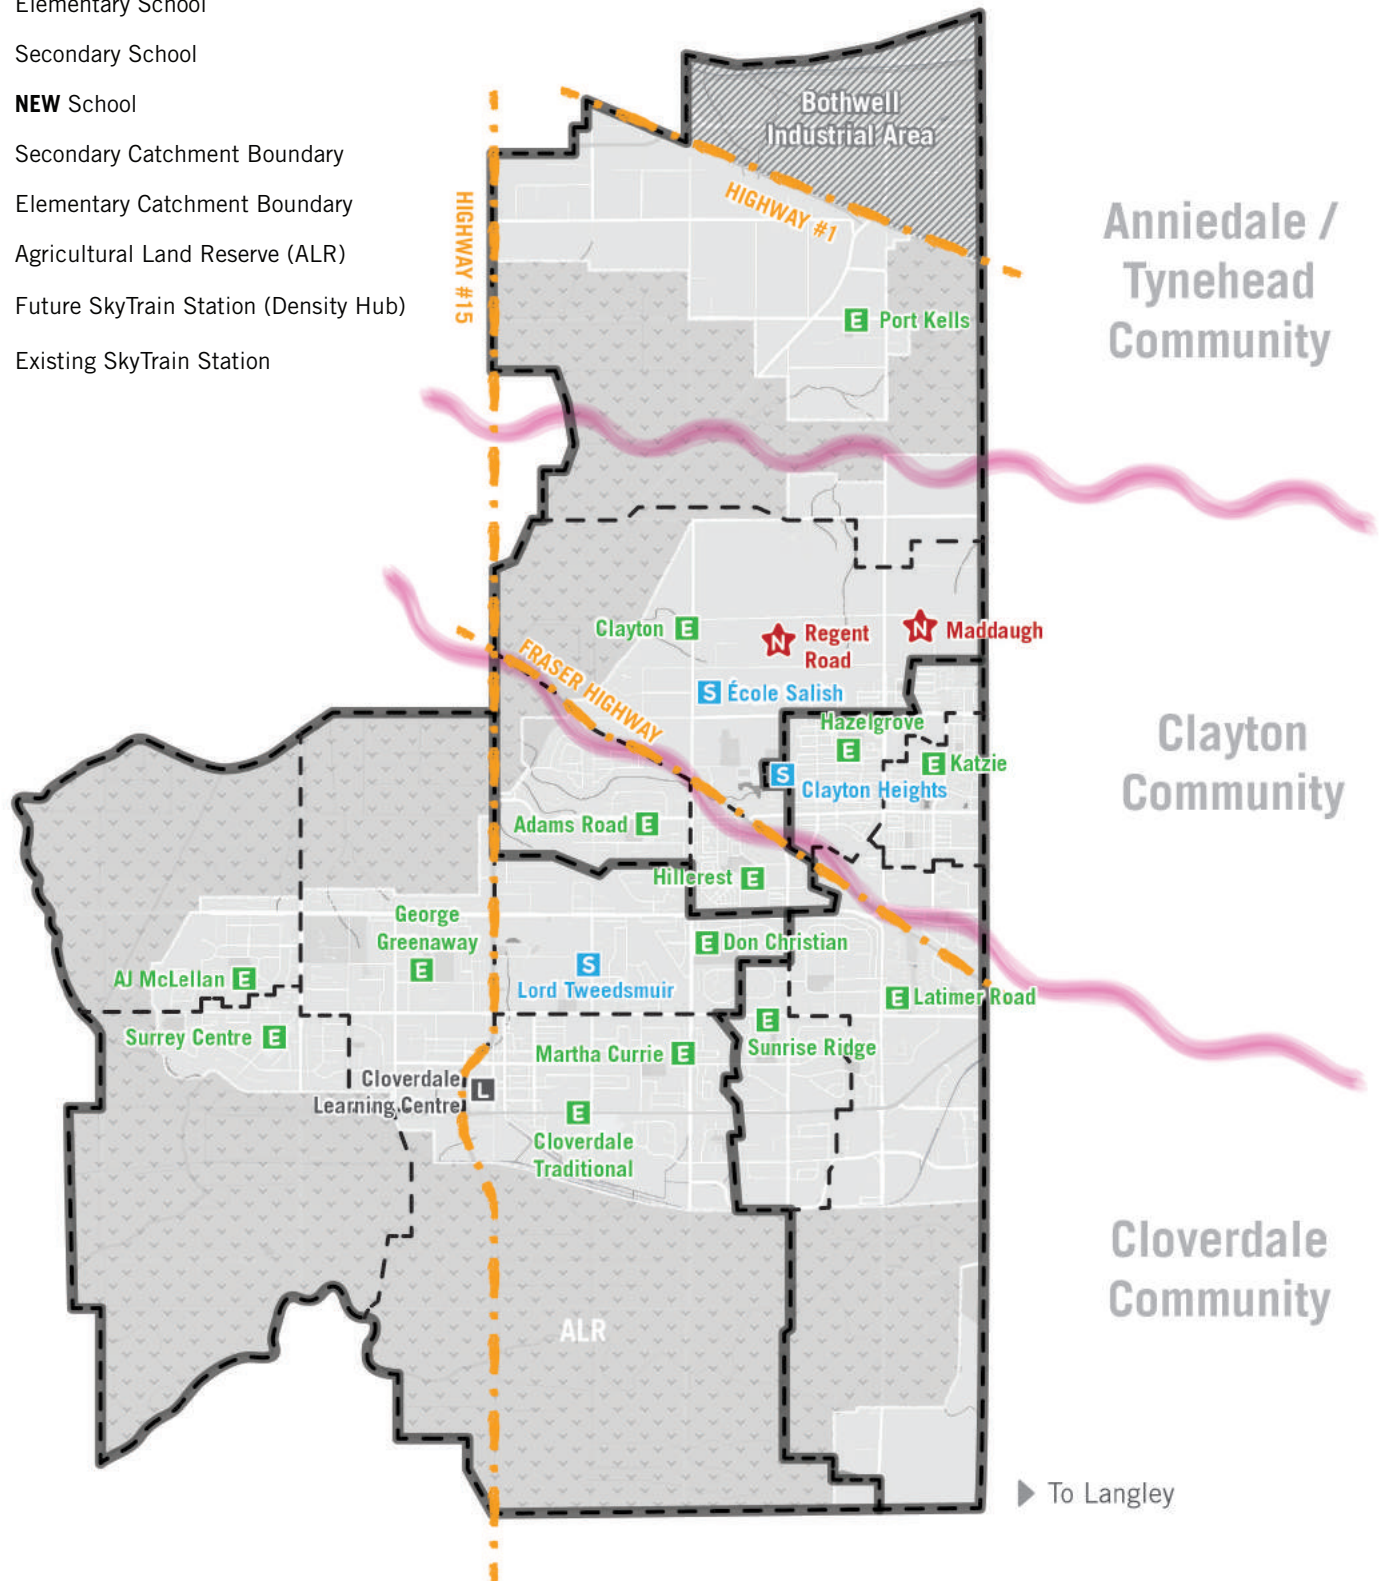 Elementary School
Secondary School
NEW School
Secondary Catchment Boundary
Elementary Catchment Boundary
Agricultural Land Reserve (ALR)
Future SkyTrain Station (Density Hub)
Existing SkyTrain Station
Bothwell
Industrial Area
HIGHWAY #15
HIGHWAY #1
Anniedale /
Tynehead
Community
E Port Kells
Clayton E
N Regent
Road
N Maddaugh
FRASER HIGHWAY
S École Salish
Hazelgrove
E
E Katzie
S
Clayton Heights
Clayton
Community
Adams Road E
Hillcrest E
George
Greenaway
E
E Don Christian
S
Lord Tweedsmuir
AJ McLellan E
E Latimer Road
Surrey Centre E
E
Sunrise Ridge
Martha Currie E
Cloverdale
Learning Centre
L
E
Cloverdale
Traditional
Cloverdale
Community
ALR
To Langley